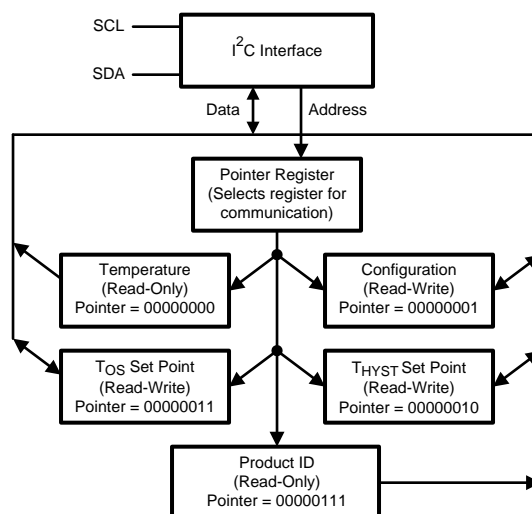 SCL
I2C Interface
SDA
Data
Address
Pointer Register
(Selects register for
communication)
Temperature
(Read-Only)
Pointer = 00000000
Configuration
(Read-Write)
Pointer = 00000001
TOS Set Point
(Read-Write)
Pointer = 00000011
THYST Set Point
(Read-Write)
Pointer = 00000010
Product ID
(Read-Only)
Pointer = 00000111